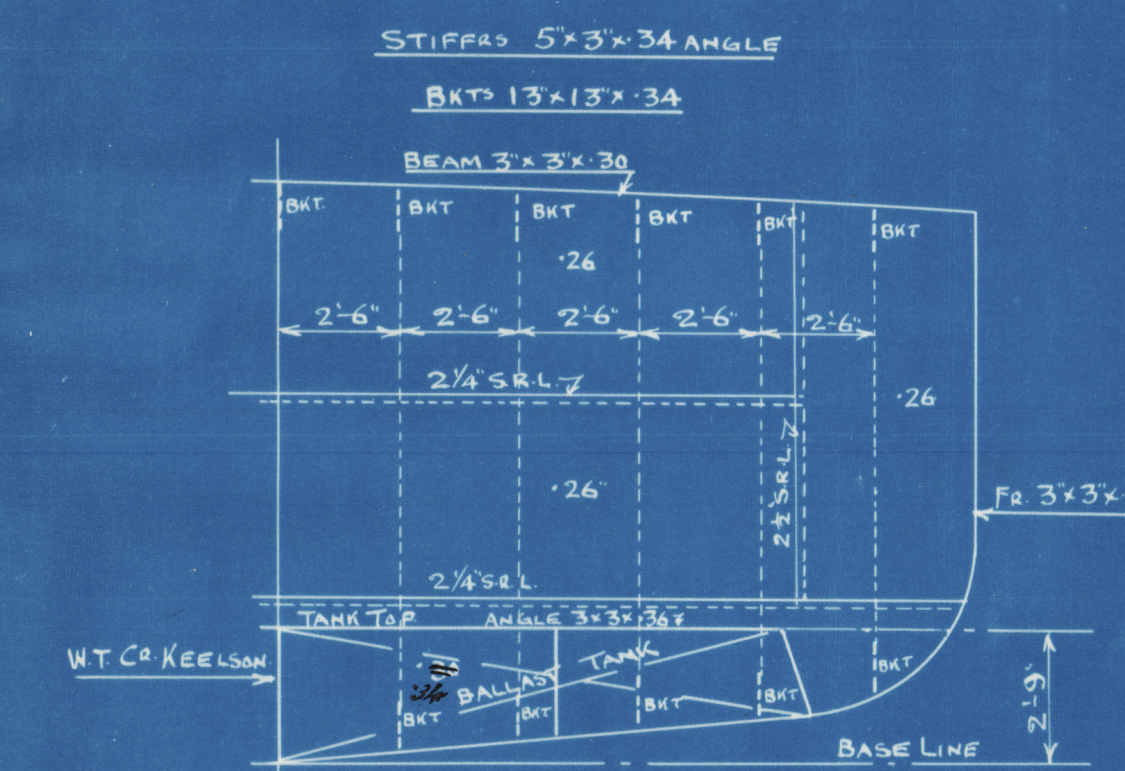 STIFFRS 5"x3"x·34 ANGLE
BKTS 13"x13"x·34
BEAM 3"x3"x·30
BKT.
BKT
BKT
BKT
BKT
BKT
·26
2'-6"
2'-6"
2'-6"
2'-6"
2'-6"
2¼" S.R.L.
·26
·26"
2½" S.R.L.
FR. 3"x3"x·
2¼" S.R.L.
TANK TOP
ANGLE 3x3x·36
W.T. CR. KEELSON
BALLAST TANK
BKT
BKT
BKT
BKT
BKT
2'-9"
BASE LINE